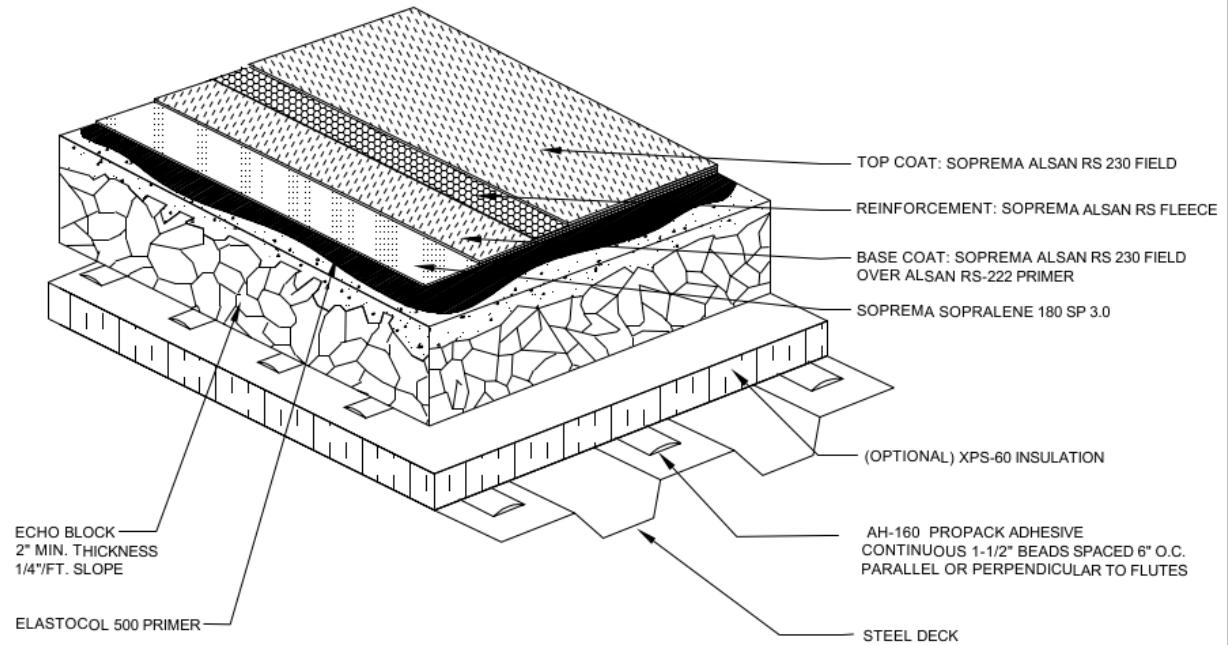 TOP COAT: SOPREMA ALSAN RS 230 FIELD
REINFORCEMENT: SOPREMA ALSAN RS FLEECE
BASE COAT: SOPREMA ALSAN RS 230 FIELD
OVER ALSAN RS-222 PRIMER
SOPREMA SOPRALENE 180 SP 3.0
(OPTIONAL) XPS-60 INSULATION
AH-160 PROPACK ADHESIVE
CONTINUOUS 1-1/2" BEADS SPACED 6" O.C.
PARALLEL OR PERPENDICULAR TO FLUTES
STEEL DECK
ECHO BLOCK
2" MIN. THICKNESS
1/4"/FT. SLOPE
ELASTOCOL 500 PRIMER